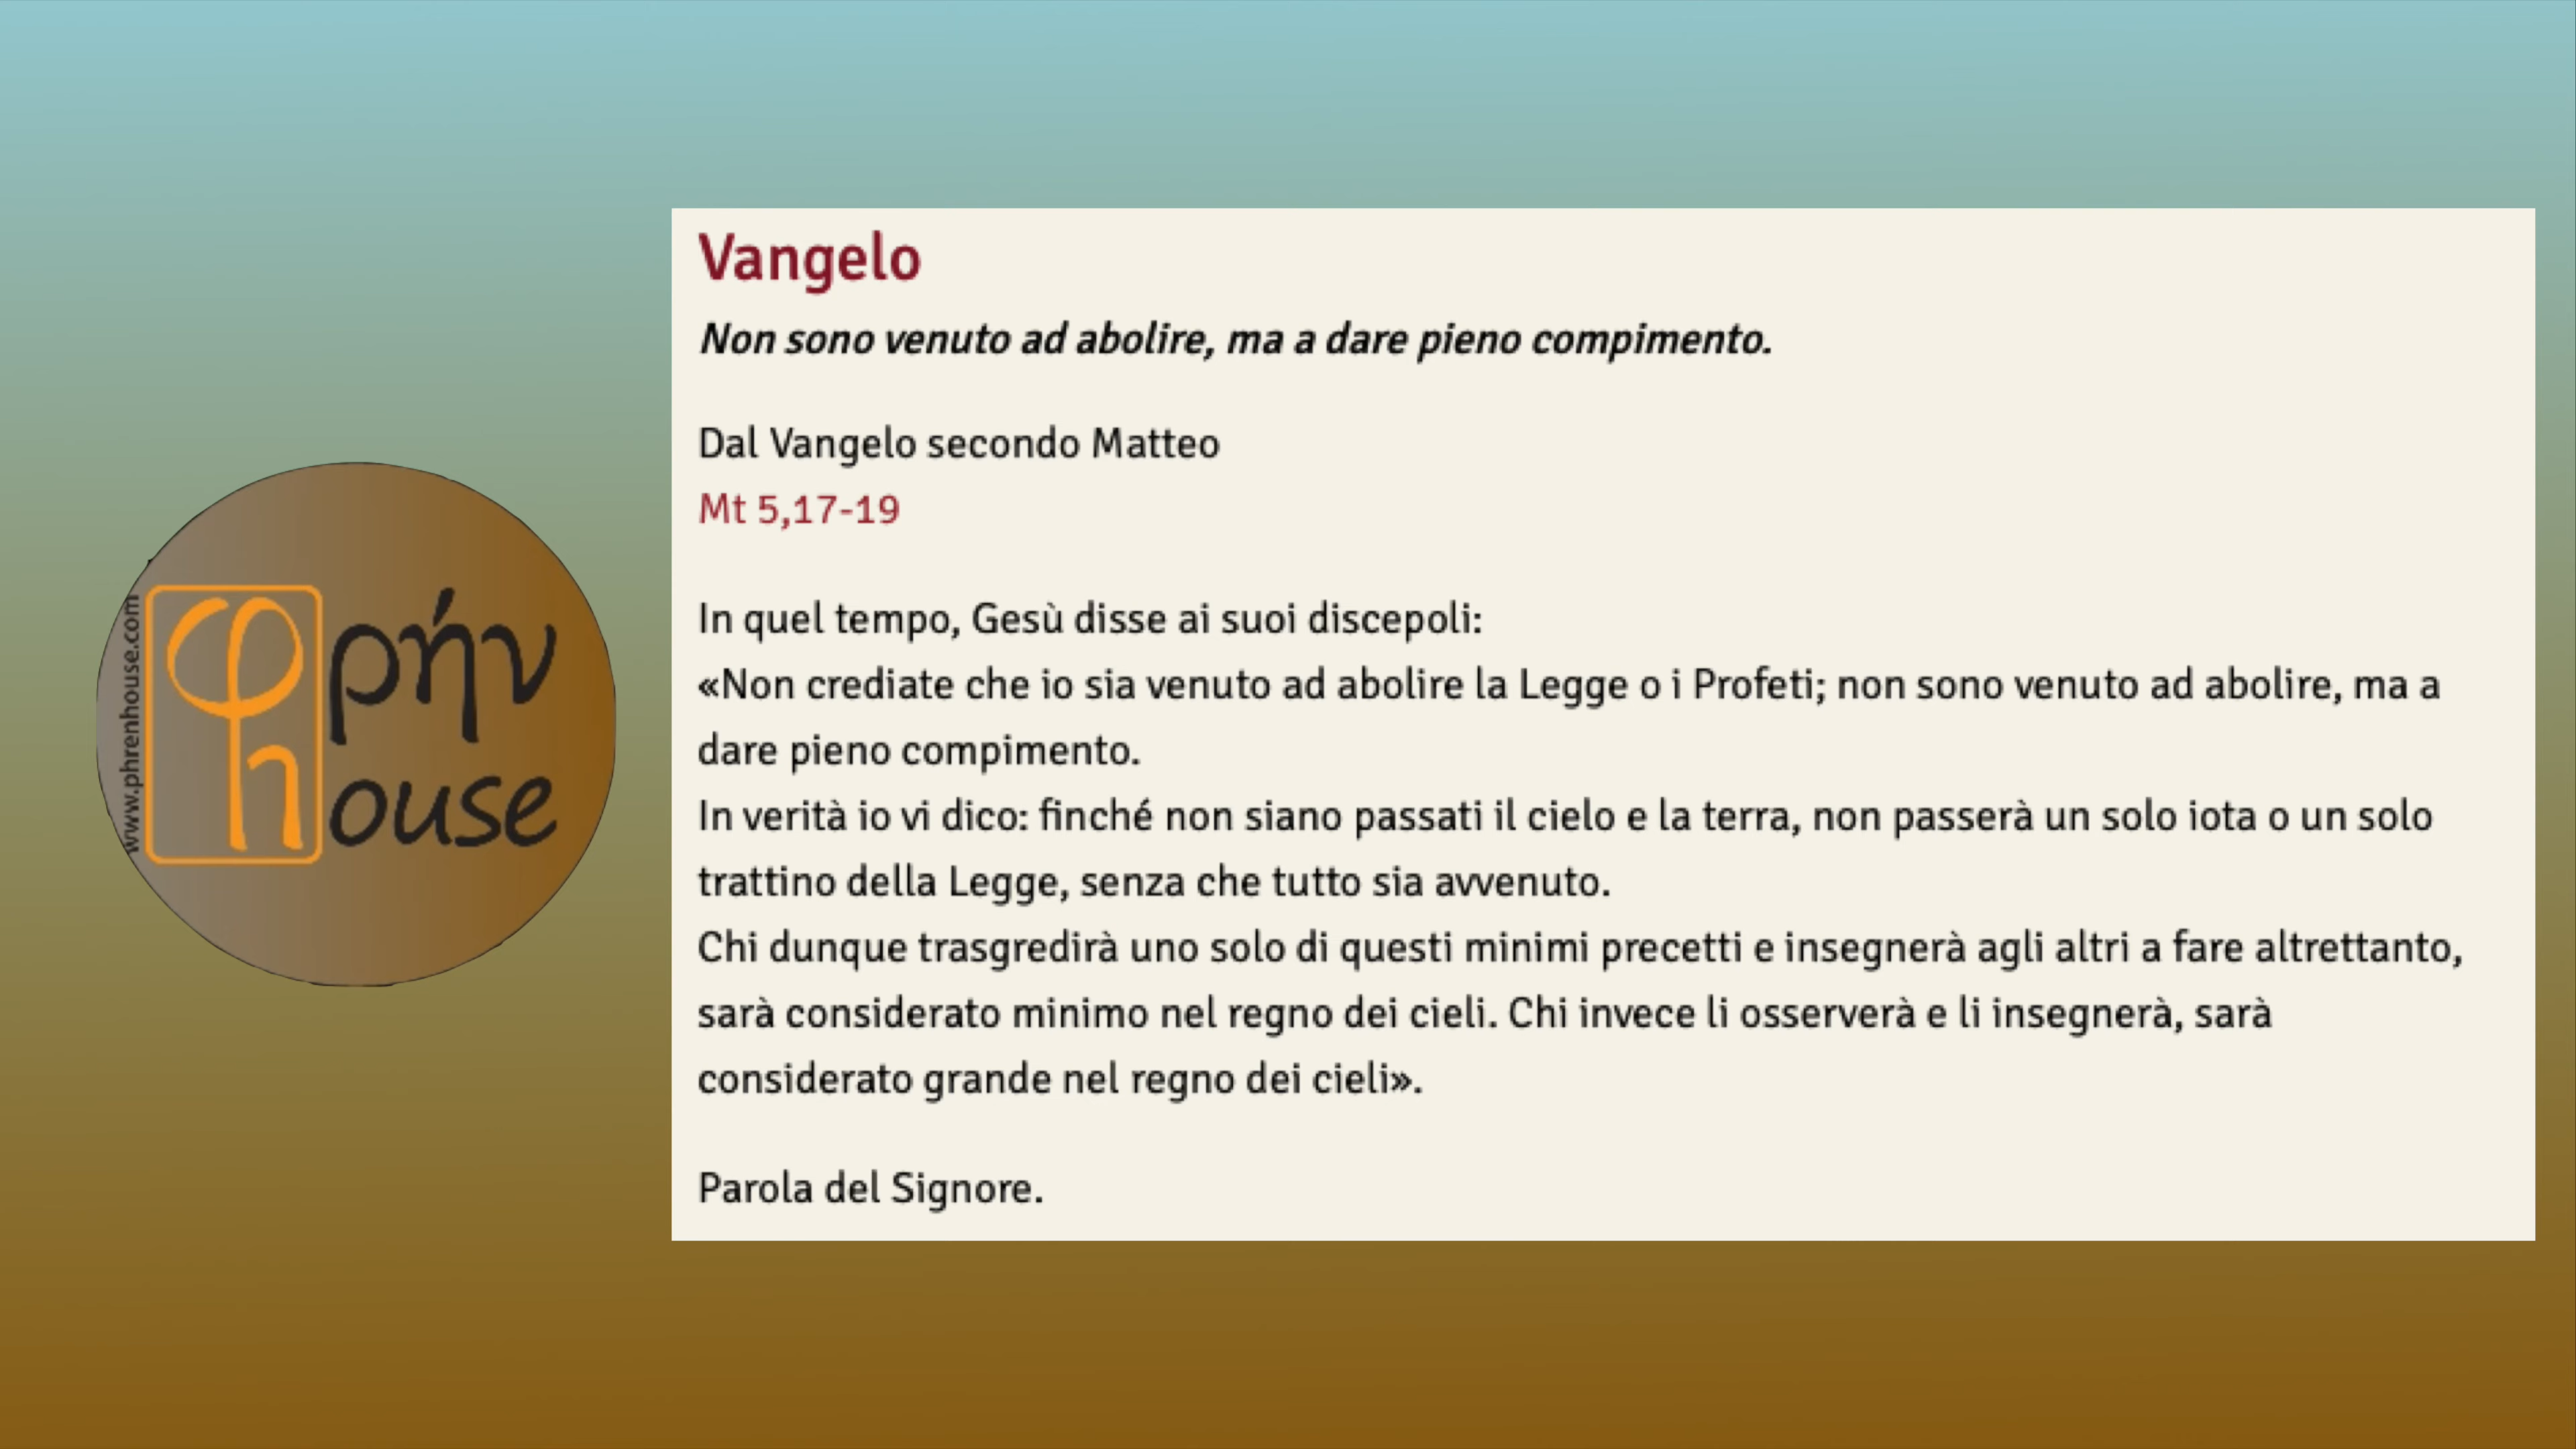 www.phrenhouse.com
φρήν
house
Vangelo
Non sono venuto ad abolire, ma a dare pieno compimento.
Dal Vangelo secondo Matteo
Mt 5,17-19
In quel tempo, Gesù disse ai suoi discepoli:
«Non crediate che io sia venuto ad abolire la Legge o i Profeti; non sono venuto ad abolire, ma a
dare pieno compimento.
In verità io vi dico: finché non siano passati il cielo e la terra, non passerà un solo iota o un solo
trattino della Legge, senza che tutto sia avvenuto.
Chi dunque trasgredirà uno solo di questi minimi precetti e insegnerà agli altri a fare altrettanto,
sarà considerato minimo nel regno dei cieli. Chi invece li osserverà e li insegnerà, sarà
considerato grande nel regno dei cieli».
Parola del Signore.